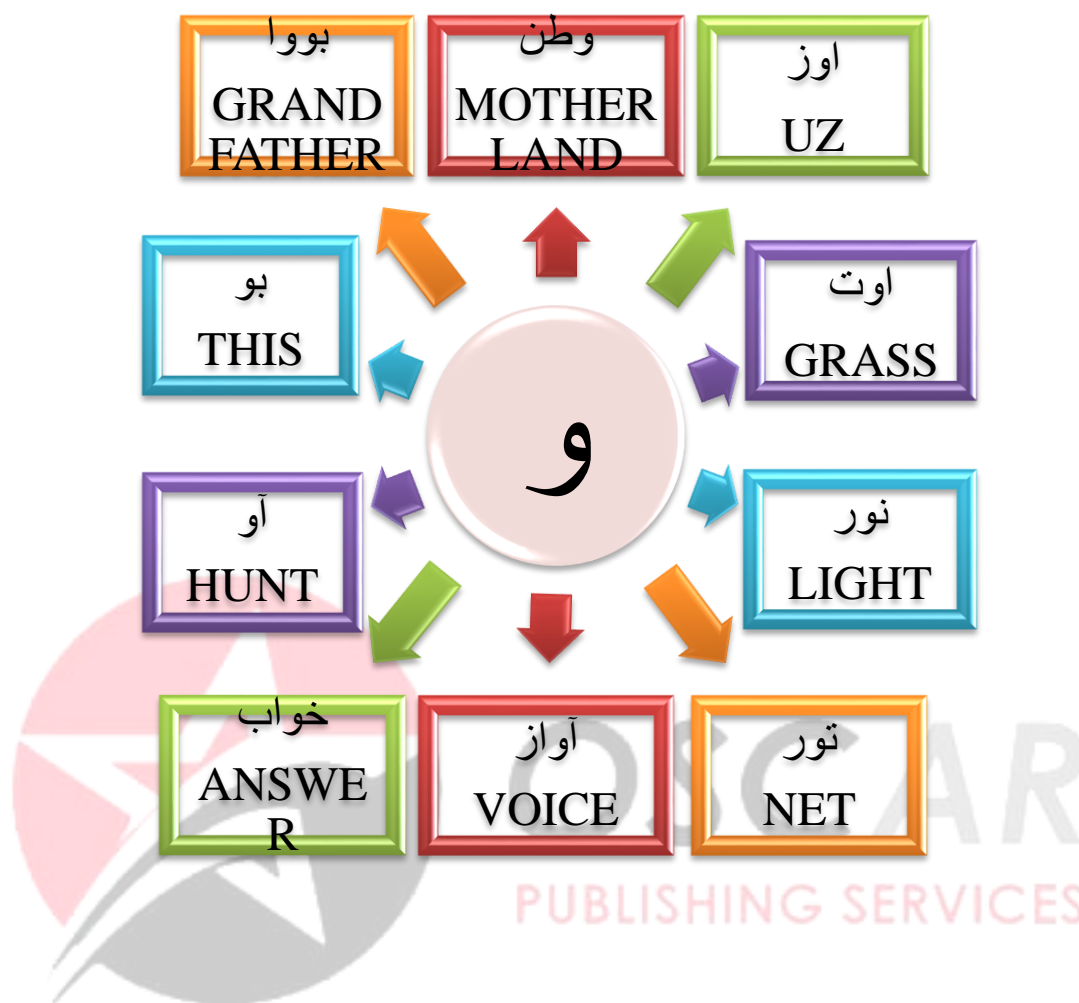 بووا
GRAND
FATHER
وطن
MOTHER
LAND
اوز
UZ
بو
THIS
اوت
GRASS
و
آو
HUNT
نور
LIGHT
خواب
ANSWE
R
آواز
VOICE
تور
NET
OSCAR
PUBLISHING SERVICES